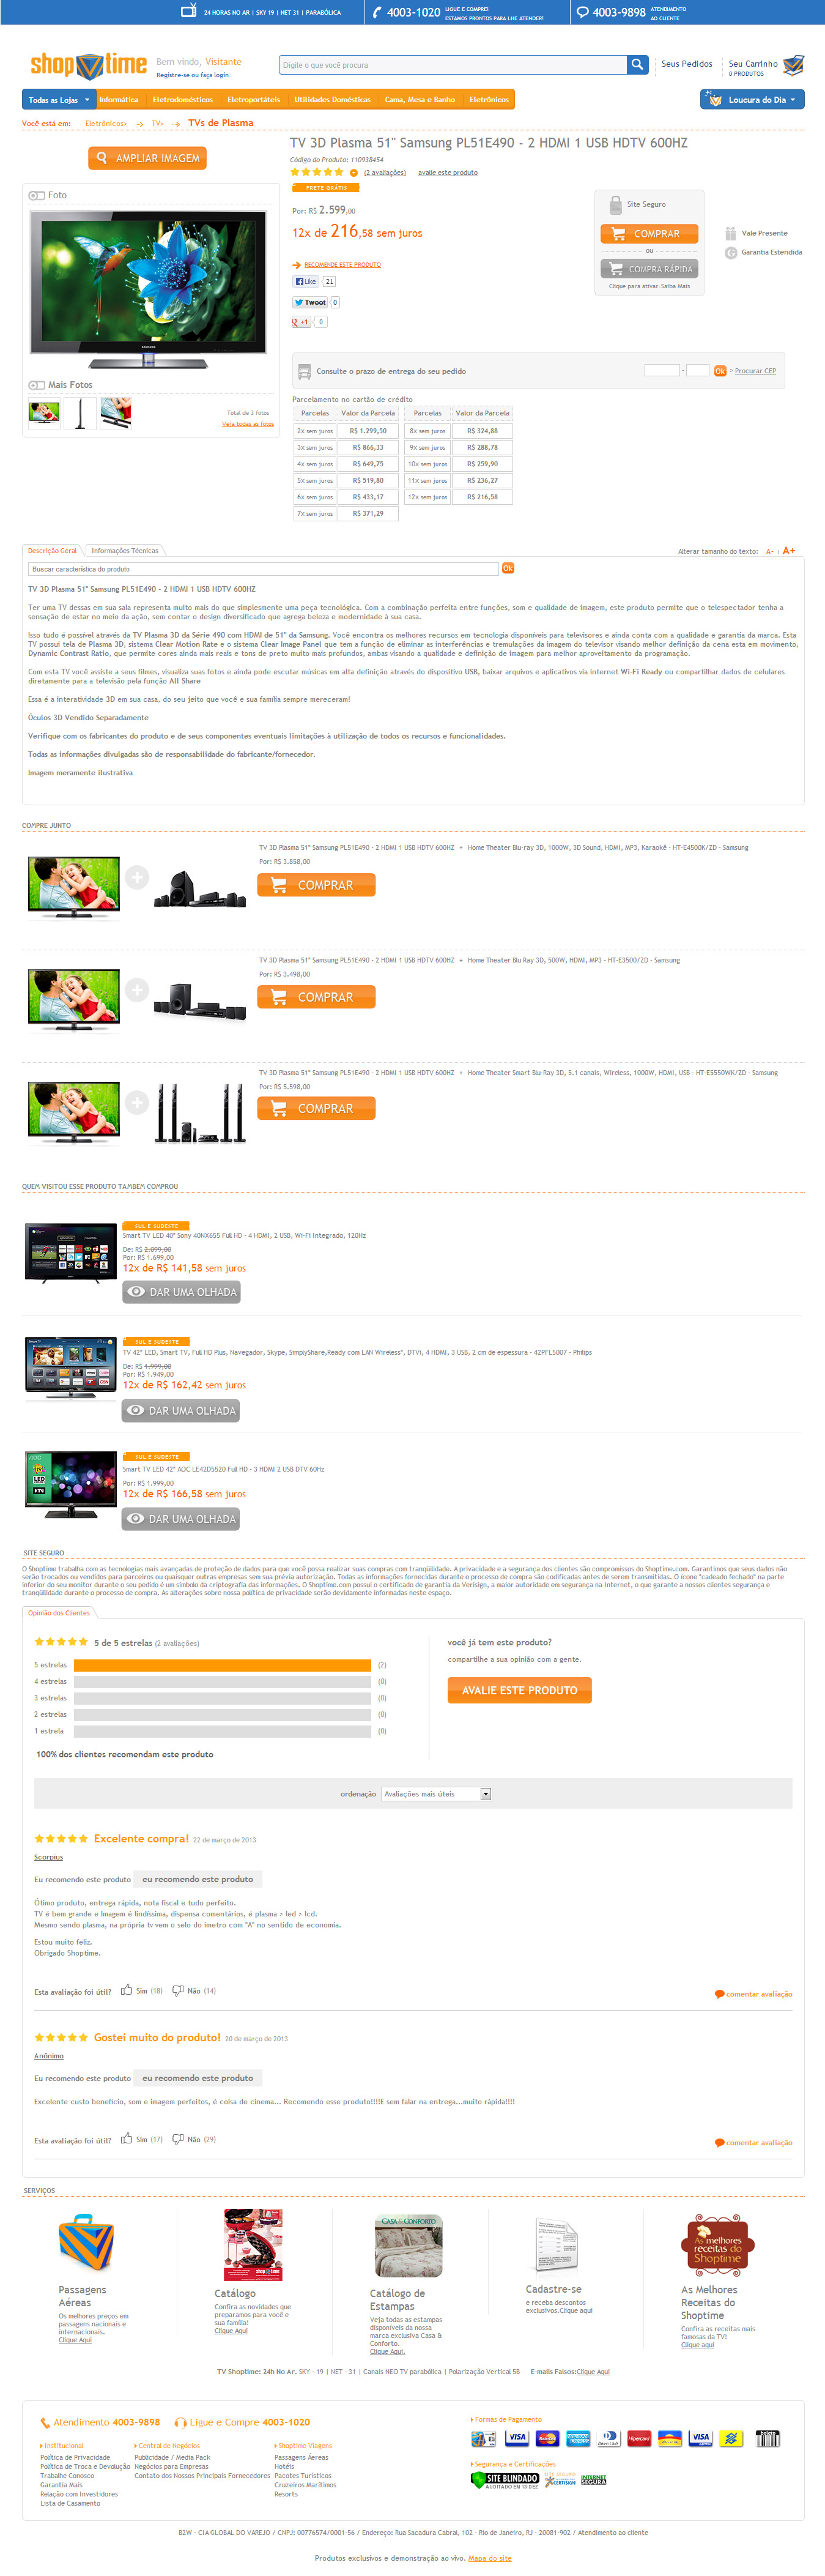 24 HORAS NO AR | SKY 19 | NET 31 | PARABÓLICA
4003-1020 LIGUE E COMPRE! ESTAMOS PRONTOS PARA LHE ATENDER!
4003-9898 ATENDIMENTO AO CLIENTE
shoptime
Bem vindo, Visitante
Registre-se ou faça login
Digite o que você procura
Seus Pedidos
Seu Carrinho
0 PRODUTOS
Todas as Lojas
Informática Eletrodomésticos Eletroportáteis Utilidades Domésticas Cama, Mesa e Banho Eletrônicos
Loucura do Dia
Você está em: Eletrônicos> TV> TVs de Plasma
TV 3D Plasma 51" Samsung PL51E490 - 2 HDMI 1 USB HDTV 600HZ
Código do Produto: 110938454
(2 avaliações) avalie este produto
FRETE GRÁTIS
AMPLIAR IMAGEM
Foto
Por: R$ 2.599,00
12x de 216,58 sem juros
RECOMENDE ESTE PRODUTO
Like 21
Tweet 0
+1 0
Site Seguro
COMPRAR
ou
COMPRA RÁPIDA
Clique para ativar.Saiba Mais
Vale Presente
Garantia Estendida
Mais Fotos
Total de 3 fotos
Veja todas as fotos
Consulte o prazo de entrega do seu pedido
- Ok > Procurar CEP
Parcelamento no cartão de crédito
Parcelas Valor da Parcela Parcelas Valor da Parcela
2x sem juros R$ 1.299,50 8x sem juros R$ 324,88
3x sem juros R$ 866,33 9x sem juros R$ 288,78
4x sem juros R$ 649,75 10x sem juros R$ 259,90
5x sem juros R$ 519,80 11x sem juros R$ 236,27
6x sem juros R$ 433,17 12x sem juros R$ 216,58
7x sem juros R$ 371,29
Descrição Geral Informações Técnicas
Alterar tamanho do texto: A- | A+
Buscar característica do produto Ok
TV 3D Plasma 51" Samsung PL51E490 - 2 HDMI 1 USB HDTV 600HZ
Ter uma TV dessas em sua sala representa muito mais do que simplesmente uma peça tecnológica. Com a combinação perfeita entre funções, som e qualidade de imagem, este produto permite que o telespectador tenha a
sensação de estar no meio da ação, sem contar o design diversificado que agrega beleza e modernidade à sua casa.
Isso tudo é possível através da TV Plasma 3D da Série 490 com HDMI de 51" da Samsung. Você encontra os melhores recursos em tecnologia disponíveis para televisores e ainda conta com a qualidade e garantia da marca. Esta
TV possui tela de Plasma 3D, sistema Clear Motion Rate e o sistema Clear Image Panel que tem a função de eliminar as interferências e tremulações da imagem do televisor visando melhor definição da cena esta em movimento,
Dynamic Contrast Ratio, que permite cores ainda mais reais e tons de preto muito mais profundos, ambas visando a qualidade e definição de imagem para melhor aproveitamento da programação.
Com esta TV você assiste a seus filmes, visualiza suas fotos e ainda pode escutar músicas em alta definição através do dispositivo USB, baixar arquivos e aplicativos via internet Wi-Fi Ready ou compartilhar dados de celulares
diretamente para a televisão pela função All Share
Essa é a interatividade 3D em sua casa, do seu jeito que você e sua família sempre mereceram!
Óculos 3D Vendido Separadamente
Verifique com os fabricantes do produto e de seus componentes eventuais limitações à utilização de todos os recursos e funcionalidades.
Todas as informações divulgadas são de responsabilidade do fabricante/fornecedor.
Imagem meramente ilustrativa
COMPRE JUNTO
TV 3D Plasma 51" Samsung PL51E490 - 2 HDMI 1 USB HDTV 600HZ + Home Theater Blu-ray 3D, 1000W, 3D Sound, HDMI, MP3, Karaokê - HT-E4500K/ZD - Samsung
Por: R$ 3.858,00
COMPRAR
TV 3D Plasma 51" Samsung PL51E490 - 2 HDMI 1 USB HDTV 600HZ + Home Theater Blu Ray 3D, 500W, HDMI, MP3 - HT-E3500/ZD - Samsung
Por: R$ 3.498,00
COMPRAR
TV 3D Plasma 51" Samsung PL51E490 - 2 HDMI 1 USB HDTV 600HZ + Home Theater Smart Blu-Ray 3D, 5.1 canais, Wireless, 1000W, HDMI, USB - HT-E5550WK/ZD - Samsung
Por: R$ 5.598,00
COMPRAR
QUEM VISITOU ESSE PRODUTO TAMBÉM COMPROU
SUL E SUDESTE
Smart TV LED 40" Sony 40NX655 Full HD - 4 HDMI, 2 USB, Wi-Fi Integrado, 120Hz
De: R$ 2.099,00
Por: R$ 1.699,00
12x de R$ 141,58 sem juros
DAR UMA OLHADA
SUL E SUDESTE
TV 42" LED, Smart TV, Full HD Plus, Navegador, Skype, SimplyShare,Ready com LAN Wireless*, DTVi, 4 HDMI, 3 USB, 2 cm de espessura - 42PFL5007 - Philips
De: R$ 1.999,00
Por: R$ 1.949,00
12x de R$ 162,42 sem juros
DAR UMA OLHADA
SUL E SUDESTE
Smart TV LED 42" AOC LE42D5520 Full HD - 3 HDMI 2 USB DTV 60Hz
Por: R$ 1.999,00
12x de R$ 166,58 sem juros
DAR UMA OLHADA
SITE SEGURO
O Shoptime trabalha com as tecnologias mais avançadas de proteção de dados para que você possa realizar suas compras com tranqüilidade. A privacidade e a segurança dos clientes são compromissos do Shoptime.com. Garantimos que seus dados não
serão trocados ou vendidos para parceiros ou quaisquer outras empresas sem sua prévia autorização. Todas as informações fornecidas durante o processo de compra são codificadas antes de serem transmitidas. O ícone "cadeado fechado" na parte
inferior do seu monitor durante o seu pedido é um símbolo da criptografia das informações. O Shoptime.com possui o certificado de garantia da Verisign, a maior autoridade em segurança na Internet, o que garante a nossos clientes segurança e
tranqüilidade durante o processo de compra. As alterações sobre nossa política de privacidade serão devidamente informadas neste espaço.
Opinião dos Clientes
5 de 5 estrelas (2 avaliações)
5 estrelas (2)
4 estrelas (0)
3 estrelas (0)
2 estrelas (0)
1 estrela (0)
100% dos clientes recomendam este produto
você já tem este produto?
compartilhe a sua opinião com a gente.
AVALIE ESTE PRODUTO
ordenação Avaliações mais úteis
Excelente compra! 22 de março de 2013
Scorpius
Eu recomendo este produto eu recomendo este produto
Ótimo produto, entrega rápida, nota fiscal e tudo perfeito.
TV é bem grande e imagem é lindíssima, dispensa comentários, é plasma > led > lcd.
Mesmo sendo plasma, na própria tv vem o selo do imetro com "A" no sentido de economia.
Estou muito feliz.
Obrigado Shoptime.
Esta avaliação foi útil? Sim (18) Não (14)
comentar avaliação
Gostei muito do produto! 20 de março de 2013
Anônimo
Eu recomendo este produto eu recomendo este produto
Excelente custo benefício, som e imagem perfeitos, é coisa de cinema... Recomendo esse produto!!!!E sem falar na entrega...muito rápida!!!!
Esta avaliação foi útil? Sim (17) Não (29)
comentar avaliação
SERVIÇOS
Passagens Aéreas
Os melhores preços em passagens nacionais e internacionais.
Clique Aqui
shoptime
Catálogo
Confira as novidades que preparamos para você e sua família!
Clique Aqui
CASA & CONFORTO
Catálogo de Estampas
Veja todas as estampas disponíveis da nossa marca exclusiva Casa & Conforto.
Clique Aqui.
Cadastre-se
e receba descontos exclusivos.Clique aqui
As melhores receitas do Shoptime
As Melhores Receitas do Shoptime
Confira as receitas mais famosas da TV!
Clique aqui
TV Shoptime: 24h No Ar. SKY - 19 | NET - 31 | Canais NEO TV parabólica | Polarização Vertical 58 E-mails Falsos:Clique Aqui
Atendimento 4003-9898 Ligue e Compre 4003-1020
Institucional
Política de Privacidade
Política de Troca e Devolução
Trabalhe Conosco
Garantia Mais
Relação com Investidores
Lista de Casamento
Central de Negócios
Publicidade / Media Pack
Negócios para Empresas
Contato dos Nossos Principais Fornecedores
Shoptime Viagens
Passagens Áereas
Hotéis
Pacotes Turísticos
Cruzeiros Marítimos
Resorts
Formas de Pagamento
VISA MasterCard Diners Club Hipercard VISA boleto
Segurança e Certificações
SITE BLINDADO AUDITADO EM 13-DEZ
SITE SEGURO CERTISIGN
INTERNET SEGURA
B2W - CIA GLOBAL DO VAREJO / CNPJ: 00776574/0001-56 / Endereço: Rua Sacadura Cabral, 102 - Rio de Janeiro, RJ - 20081-902 / Atendimento ao cliente
Produtos exclusivos e demonstração ao vivo. Mapa do site